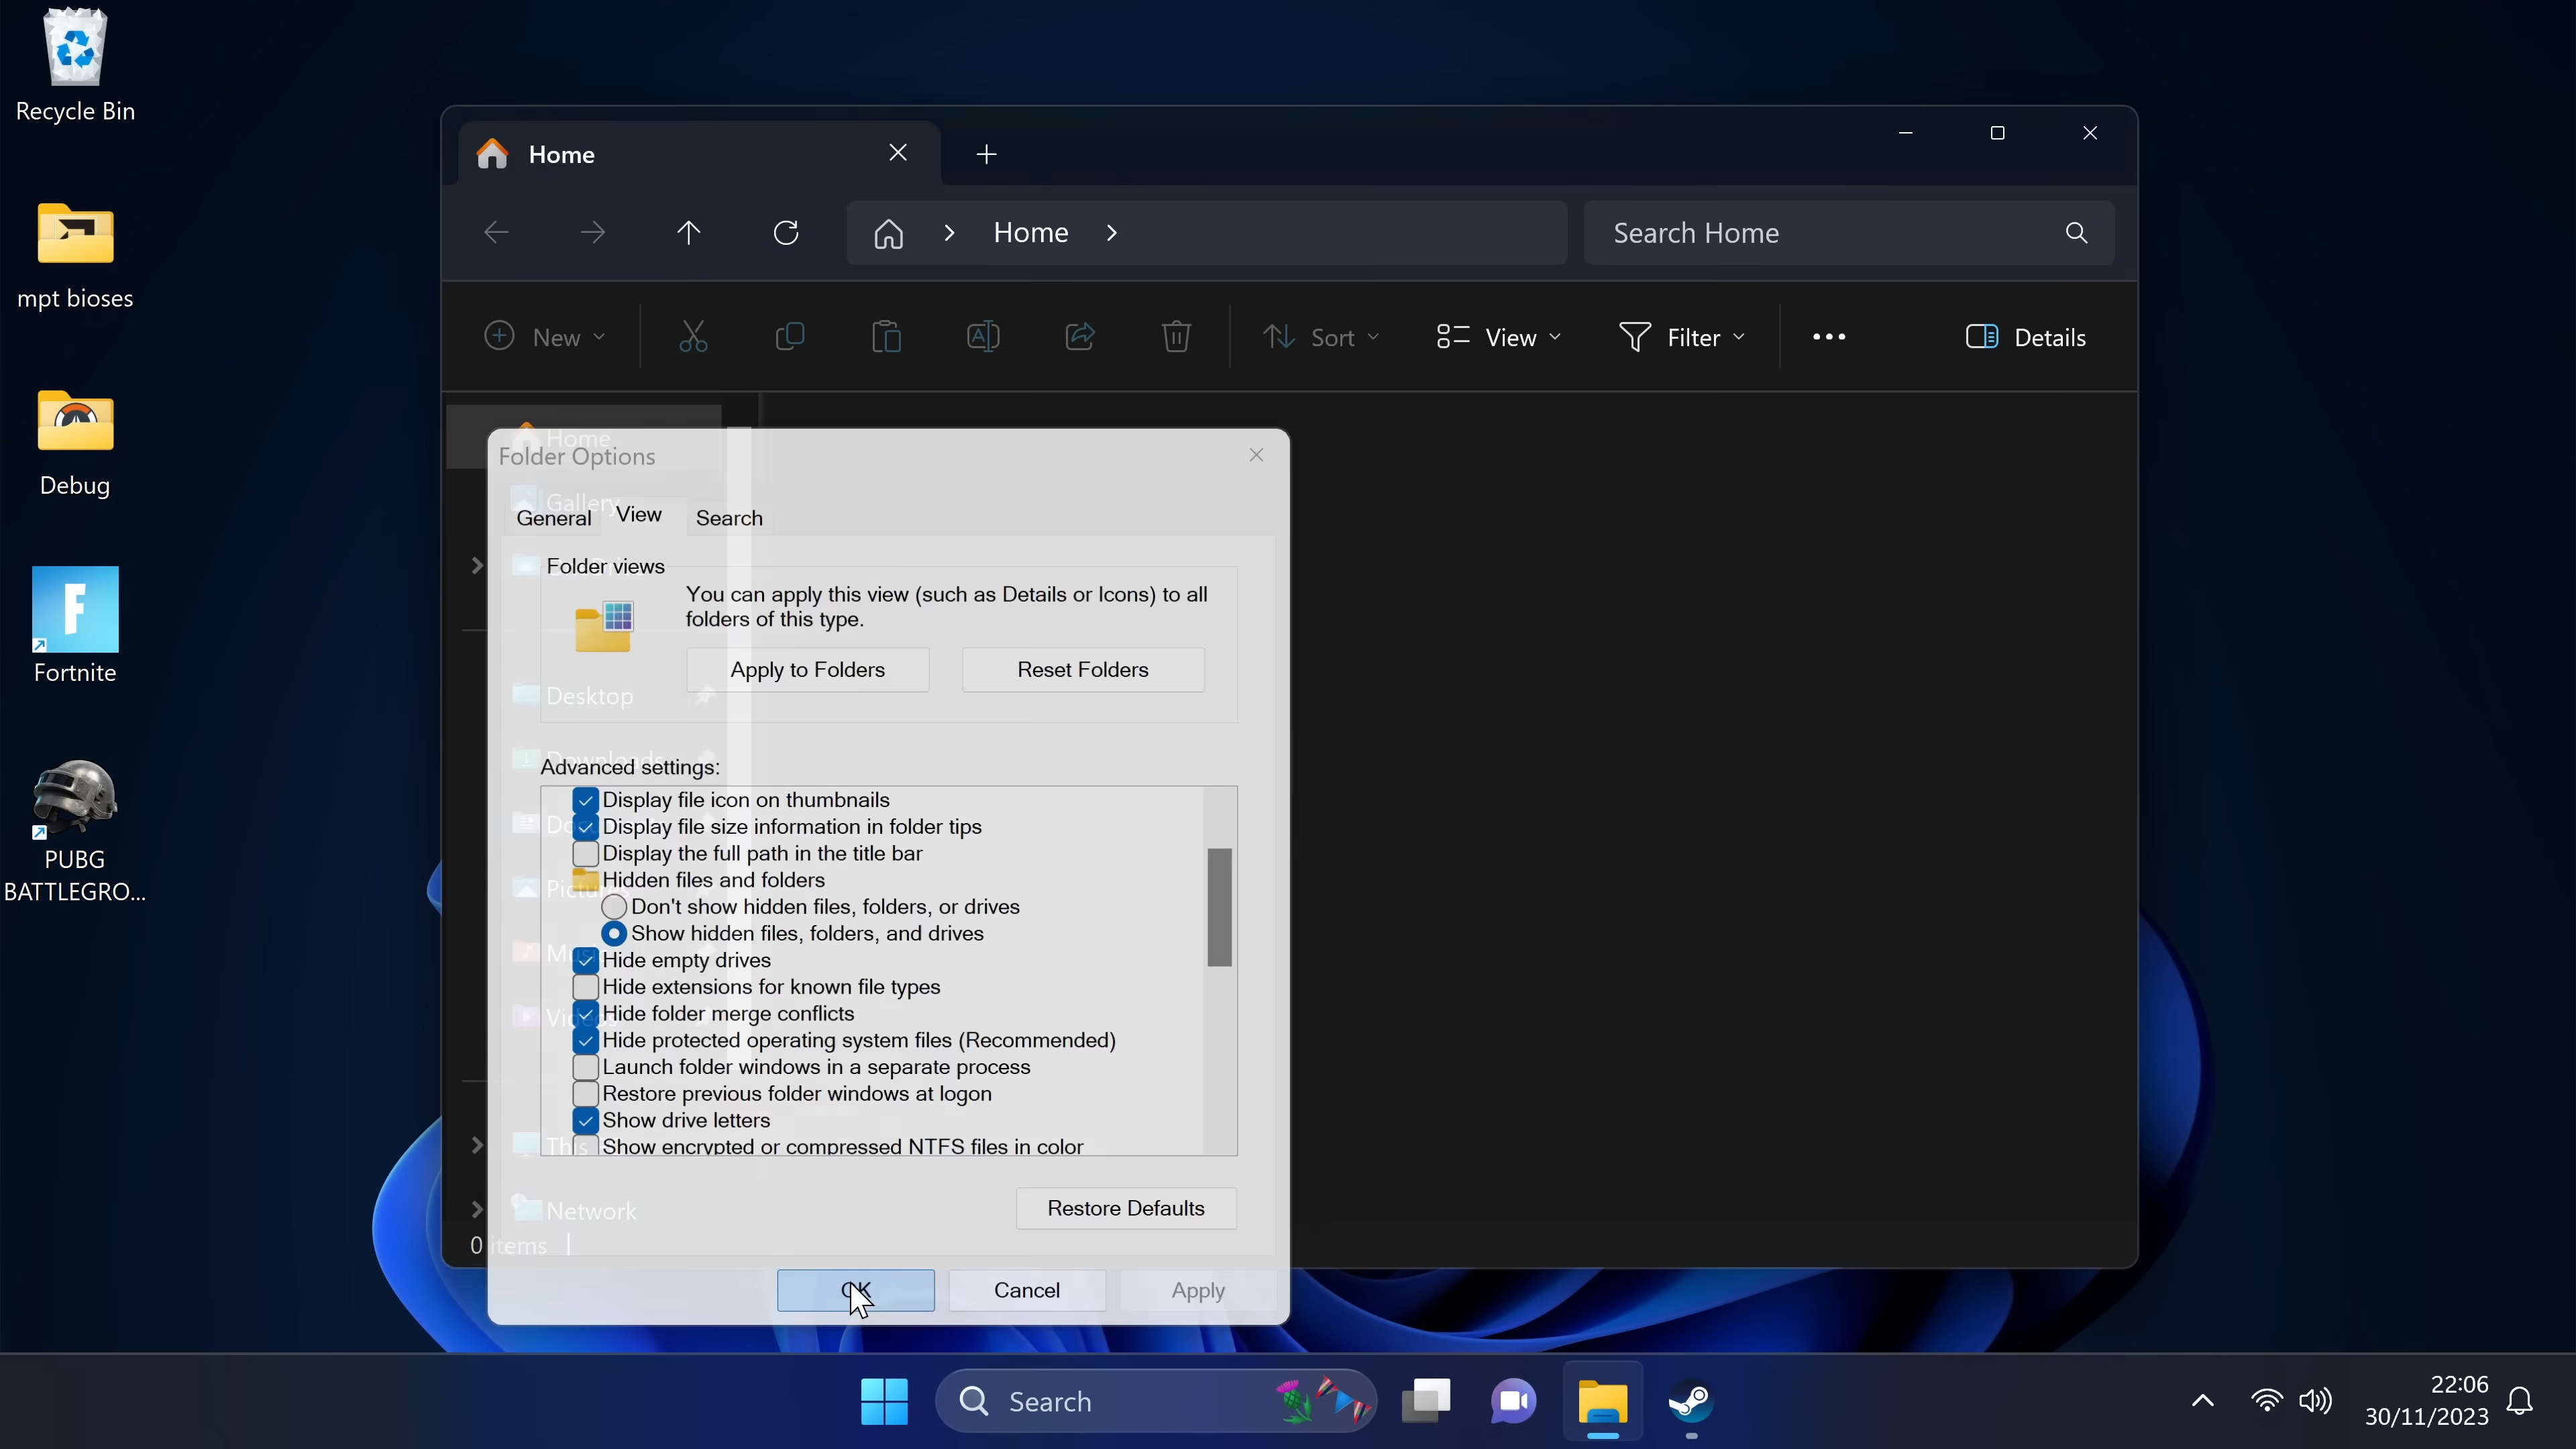 Recycle Bin
mpt bioses
Debug
Fortnite
PUBG
BATTLEGRO...
Home
Home
Search Home
New
Sort
View
Filter
Details
Home
Gallery
Desktop
Downloads
This
Network
0 items
Folder Options
General
View
Search
Folder views
You can apply this view (such as Details or Icons) to all
folders of this type.
Apply to Folders
Reset Folders
Advanced settings:
Display file icon on thumbnails
Display file size information in folder tips
Display the full path in the title bar
Hidden files and folders
Don't show hidden files, folders, or drives
Show hidden files, folders, and drives
Hide empty drives
Hide extensions for known file types
Hide folder merge conflicts
Hide protected operating system files (Recommended)
Launch folder windows in a separate process
Restore previous folder windows at logon
Show drive letters
Show encrypted or compressed NTFS files in color
Restore Defaults
OK
Cancel
Apply
Search
22:06
30/11/2023